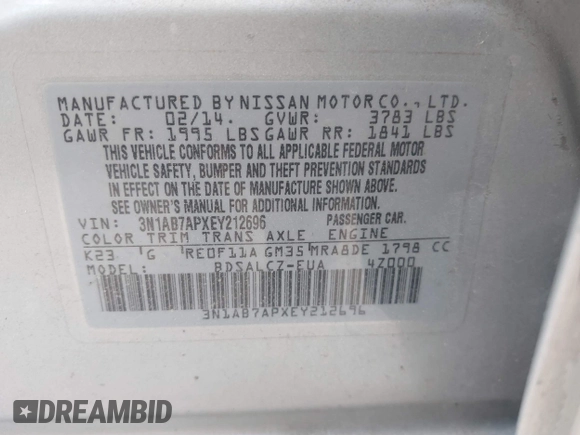 MANUFACTURED BY NISSAN MOTOR CO., LTD.
DATE: 02/14. GVWR: 3783 LBS
GAWR FR: 1995 LBS GAWR RR: 1841 LBS
THIS VEHICLE CONFORMS TO ALL APPLICABLE FEDERAL MOTOR
VEHICLE SAFETY, BUMPER AND THEFT PREVENTION STANDARDS
IN EFFECT ON THE DATE OF MANUFACTURE SHOWN ABOVE.
SEE OWNER'S MANUAL FOR ADDITIONAL INFORMATION.
VIN: 3N1AB7APXEY212696 PASSENGER CAR.
COLOR TRIM TRANS AXLE ENGINE
K23 G RE0F11A GM35 MRA8DE 1798 CC
MODEL: BDSALCZ-EUA 4Z000
3N1AB7APXEY212696
DREAMBID